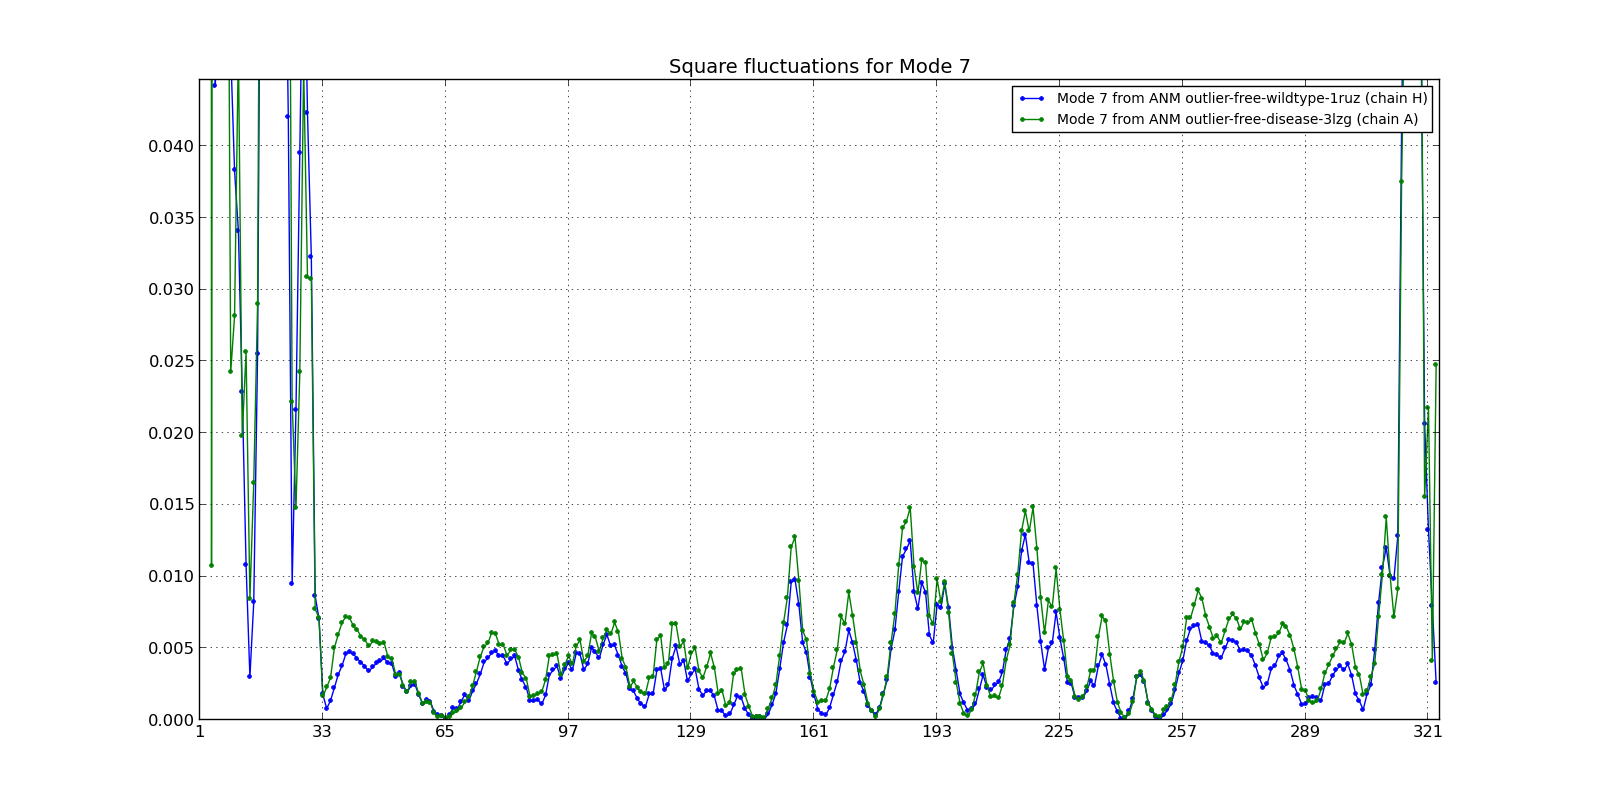 Square fluctuations for Mode 7
Mode 7 from ANM outlier-free-wildtype-1ruz (chain H)
Mode 7 from ANM outlier-free-disease-3lzg (chain A)
0.040
0.035
0.030
0.025
0.020
0.015
0.010
0.005
0.000
1 33 65 97 129 161 193 225 257 289 321